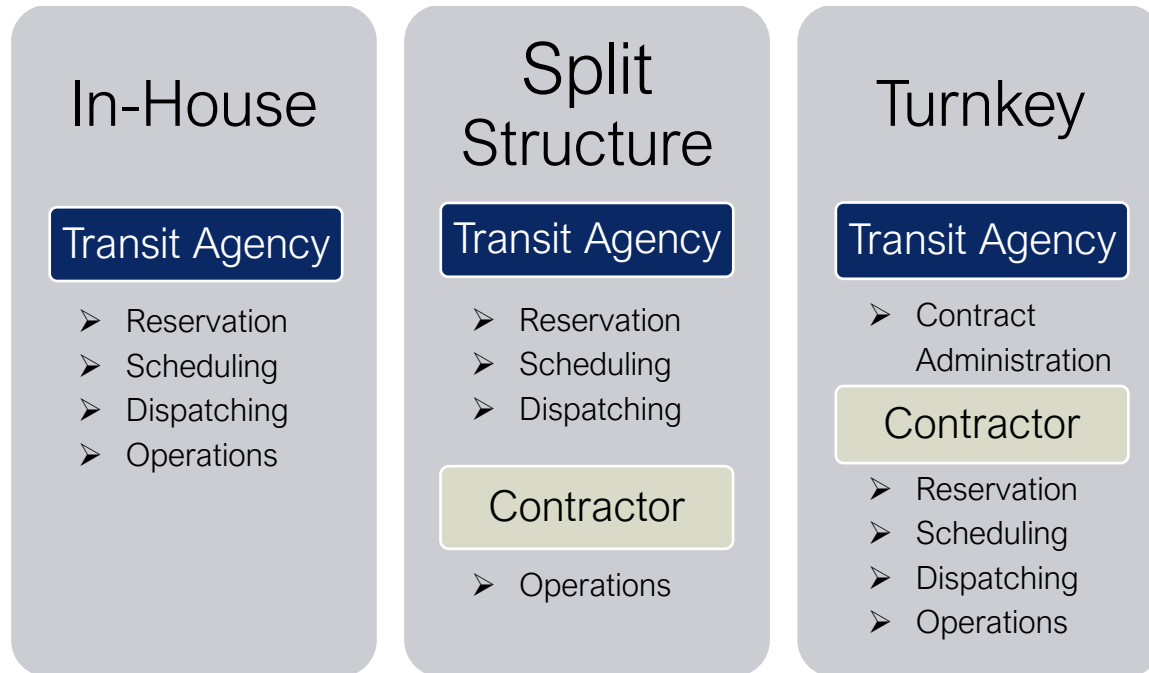 In-House
Transit Agency
➢ Reservation
➢ Scheduling
➢ Dispatching
➢ Operations
Split
Structure
Transit Agency
➢ Reservation
➢ Scheduling
➢ Dispatching
Contractor
➢ Operations
Turnkey
Transit Agency
➢ Contract
Administration
Contractor
➢ Reservation
➢ Scheduling
➢ Dispatching
➢ Operations